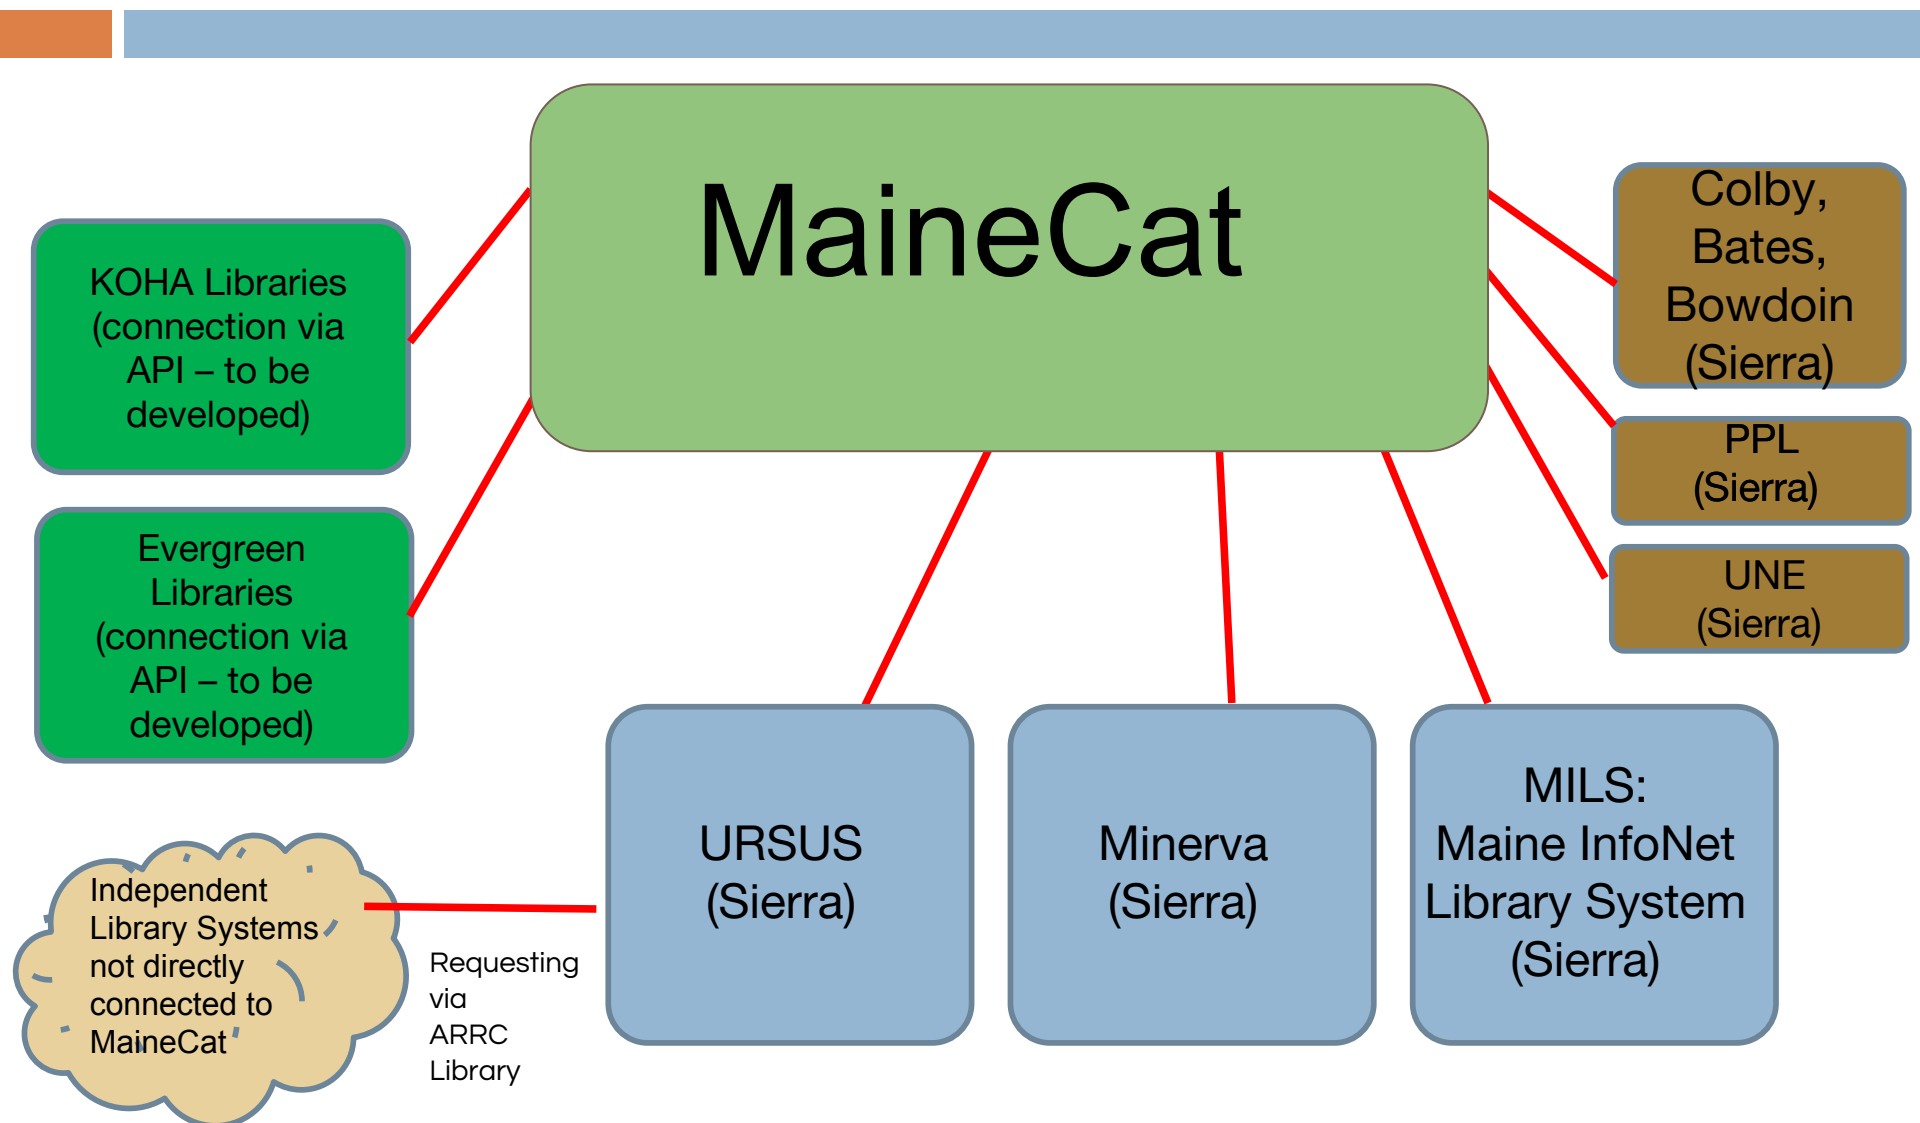 MaineCat
KOHA Libraries
(connection via
API – to be
developed)
Evergreen
Libraries
(connection via
API – to be
developed)
Colby,
Bates,
Bowdoin
(Sierra)
PPL
(Sierra)
UNE
(Sierra)
URSUS
(Sierra)
Minerva
(Sierra)
MILS:
Maine InfoNet
Library System
(Sierra)
Independent
Library Systems
not directly
connected to
MaineCat
Requesting
via
ARRC
Library